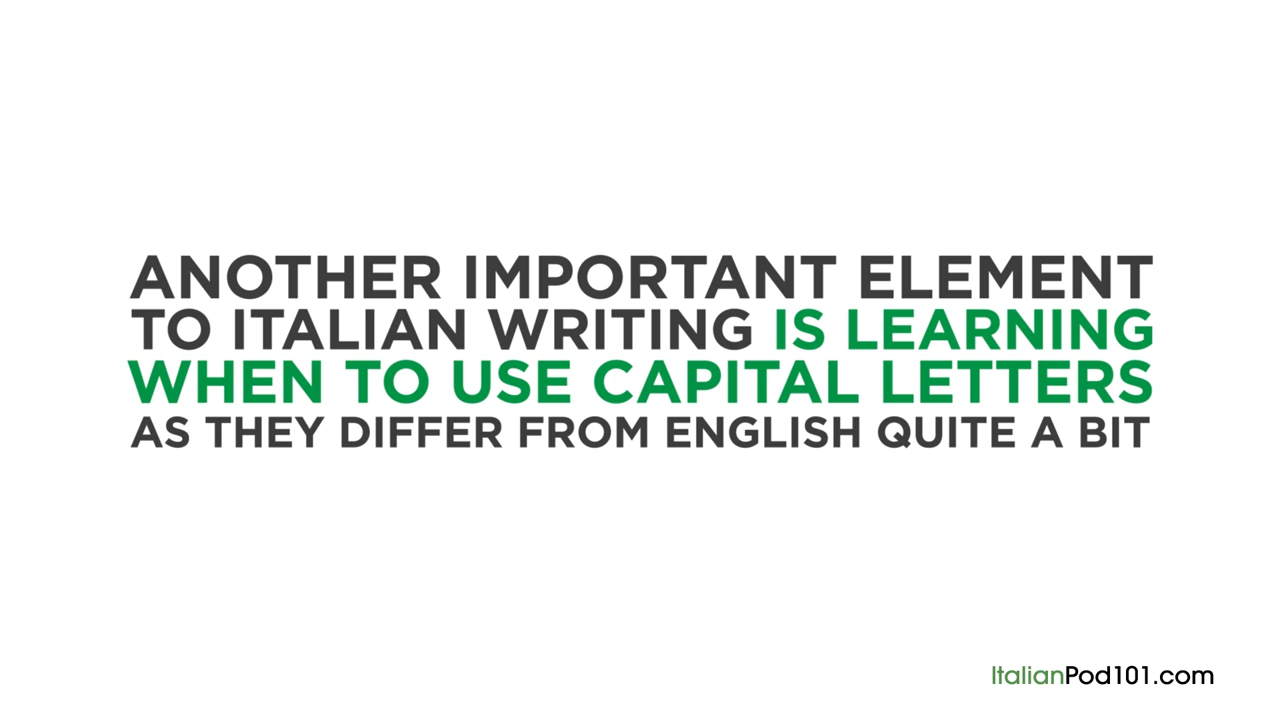 ANOTHER IMPORTANT ELEMENT
TO ITALIAN WRITING IS LEARNING
WHEN TO USE CAPITAL LETTERS
AS THEY DIFFER FROM ENGLISH QUITE A BIT
ItalianPod101.com